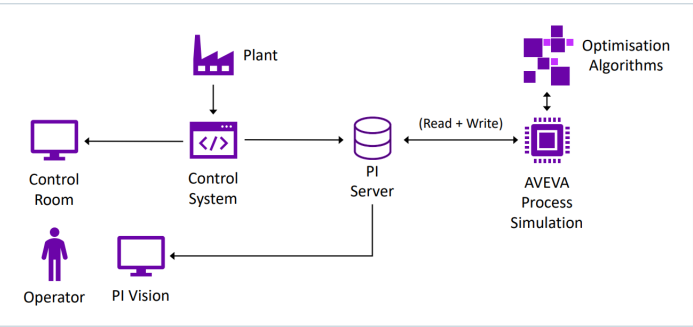 Plant
Optimisation
Algorithms
(Read + Write)
</>
Control
Room
Control
System
PI
Server
AVEVA
Process
Simulation
Operator
PI Vision